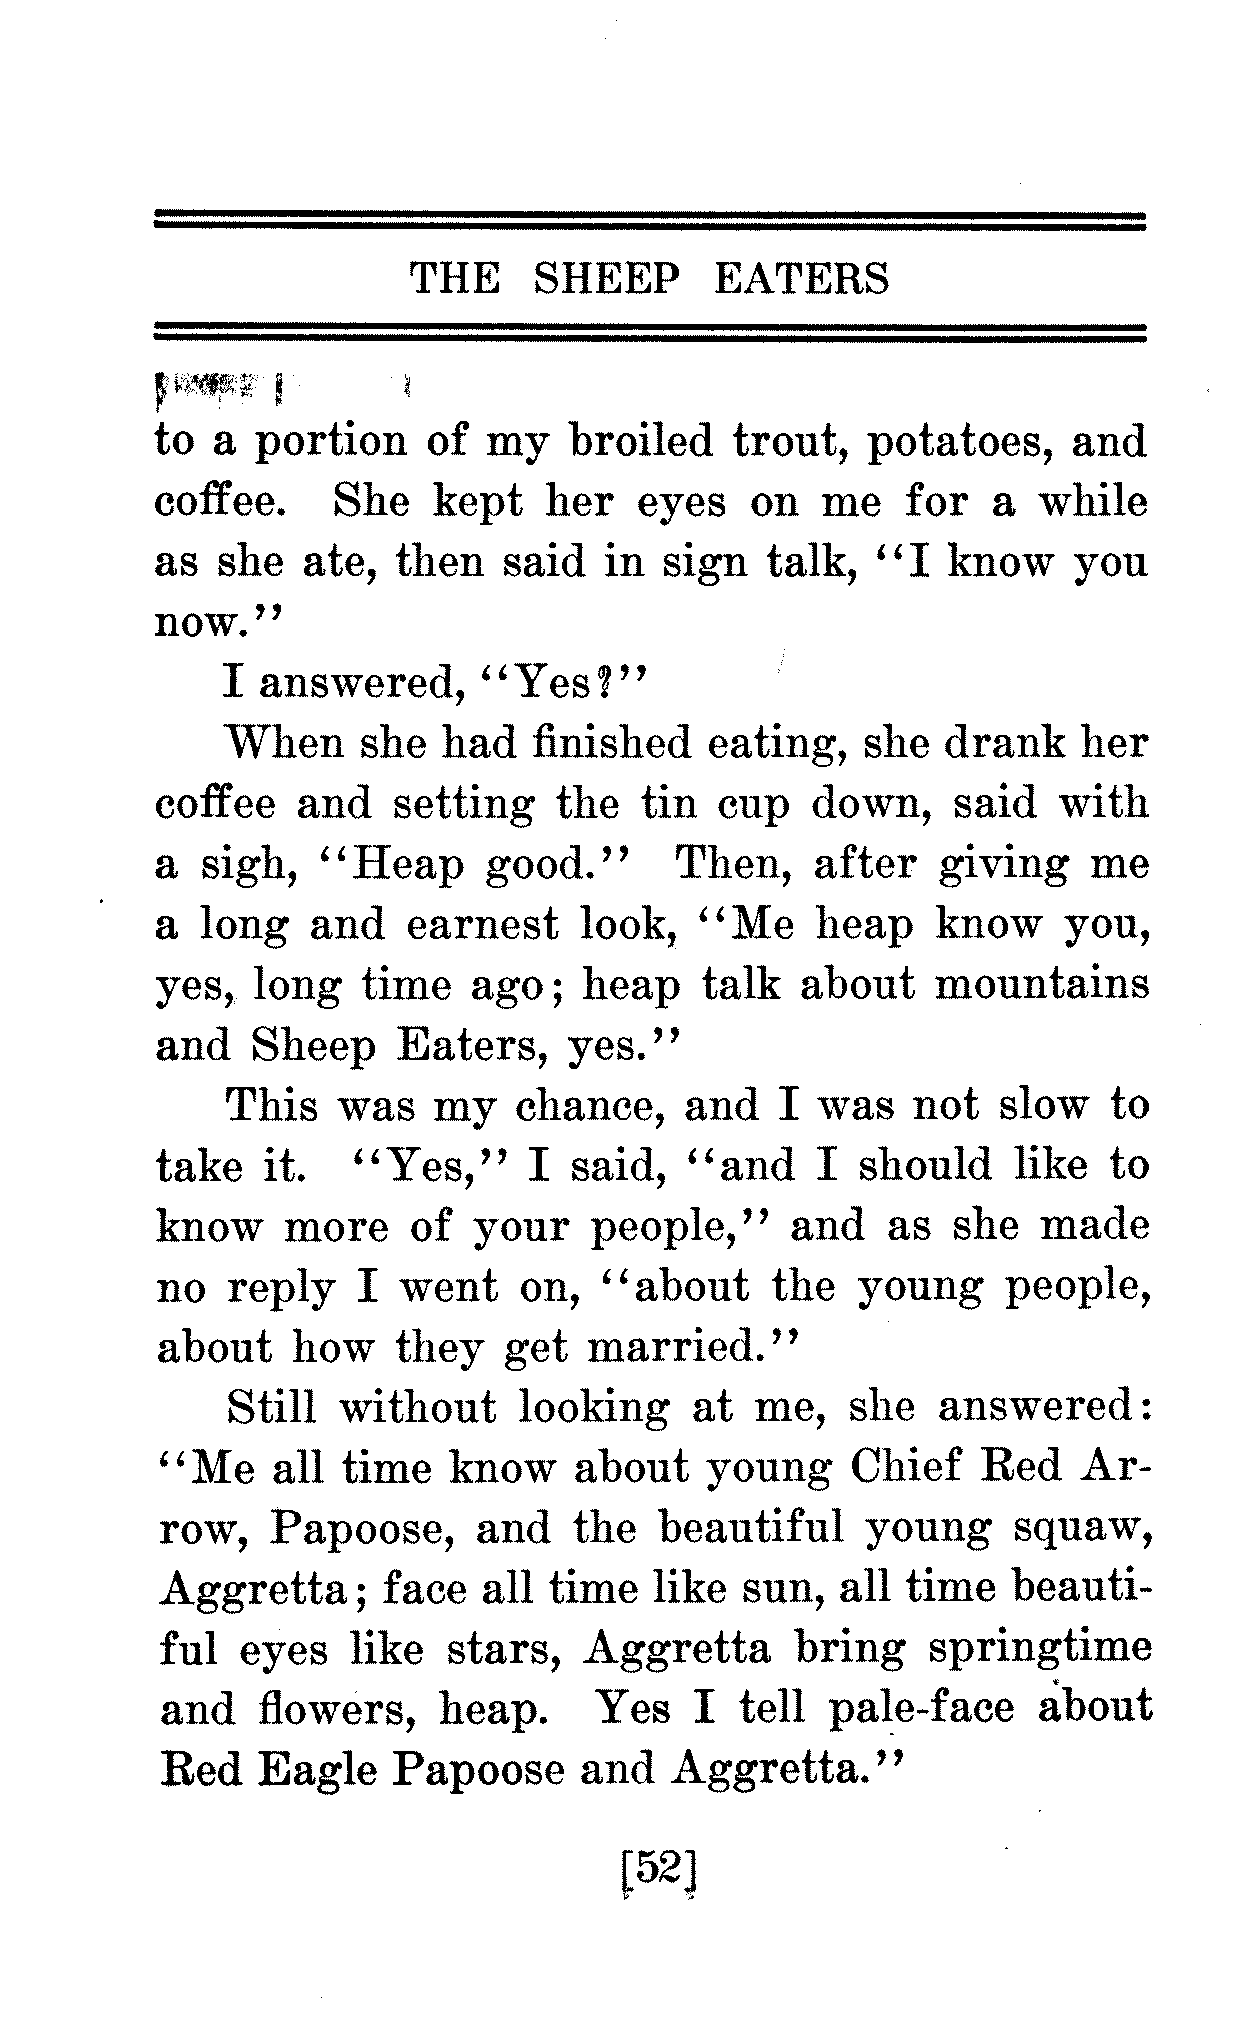 THE SHEEP EATERS
to a portion of my broiled trout, potatoes, and
coffee. She kept her eyes on me for a while
as she ate, then said in sign talk, "I know you
now."
I answered, "Yes?"
When she had finished eating, she drank her
coffee and setting the tin cup down, said with
a sigh, "Heap good." Then, after giving me
a long and earnest look, "Me heap know you,
yes, long time ago; heap talk about mountains
and Sheep Eaters, yes."
This was my chance, and I was not slow to
take it. "Yes," I said, "and I should like to
know more of your people," and as she made
no reply I went on, "about the young people,
about how they get married."
Still without looking at me, she answered:
"Me all time know about young Chief Red Ar-
row, Papoose, and the beautiful young squaw,
Aggretta; face all time like sun, all time beauti-
ful eyes like stars, Aggretta bring springtime
and flowers, heap. Yes I tell pale-face about
Red Eagle Papoose and Aggretta."
[52]